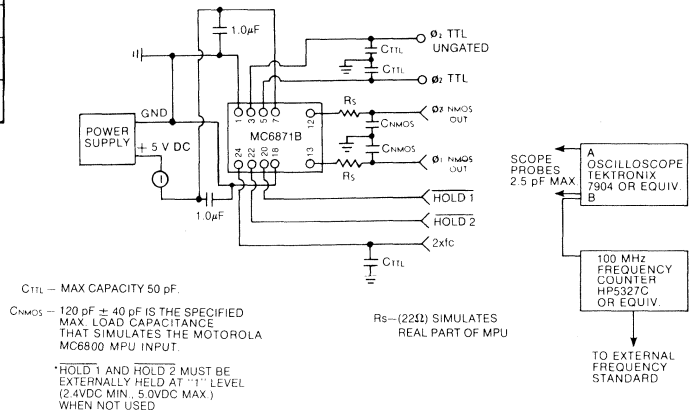 1.0µF
Ø₂ TTL
UNGATED
CTTL
CTTL
Ø₂ TTL
GND
POWER
SUPPLY
+ 5 V DC
1 3 5 7
MC6871B
24 22 20 18
12
13
RS
RS
Ø2 NMOS
OUT
CNMOS
CNMOS
Ø1 NMOS
OUT
1.0µF
HOLD 1
HOLD 2
2xfc
CTTL
SCOPE
PROBES
2.5 pF MAX.
A
OSCILLOSCOPE
TEKTRONIX
7904 OR EQUIV.
B
100 MHz
FREQUENCY
COUNTER
HP5327C
OR EQUIV.
TO EXTERNAL
FREQUENCY
STANDARD
CTTL — MAX CAPACITY 50 pF.
CNMOS — 120 pF ± 40 pF IS THE SPECIFIED
MAX. LOAD CAPACITANCE
THAT SIMULATES THE MOTOROLA
MC6800 MPU INPUT.
*HOLD 1 AND HOLD 2 MUST BE
EXTERNALLY HELD AT "1" LEVEL
(2.4VDC MIN., 5.0VDC MAX.)
WHEN NOT USED
RS—(22Ω) SIMULATES
REAL PART OF MPU